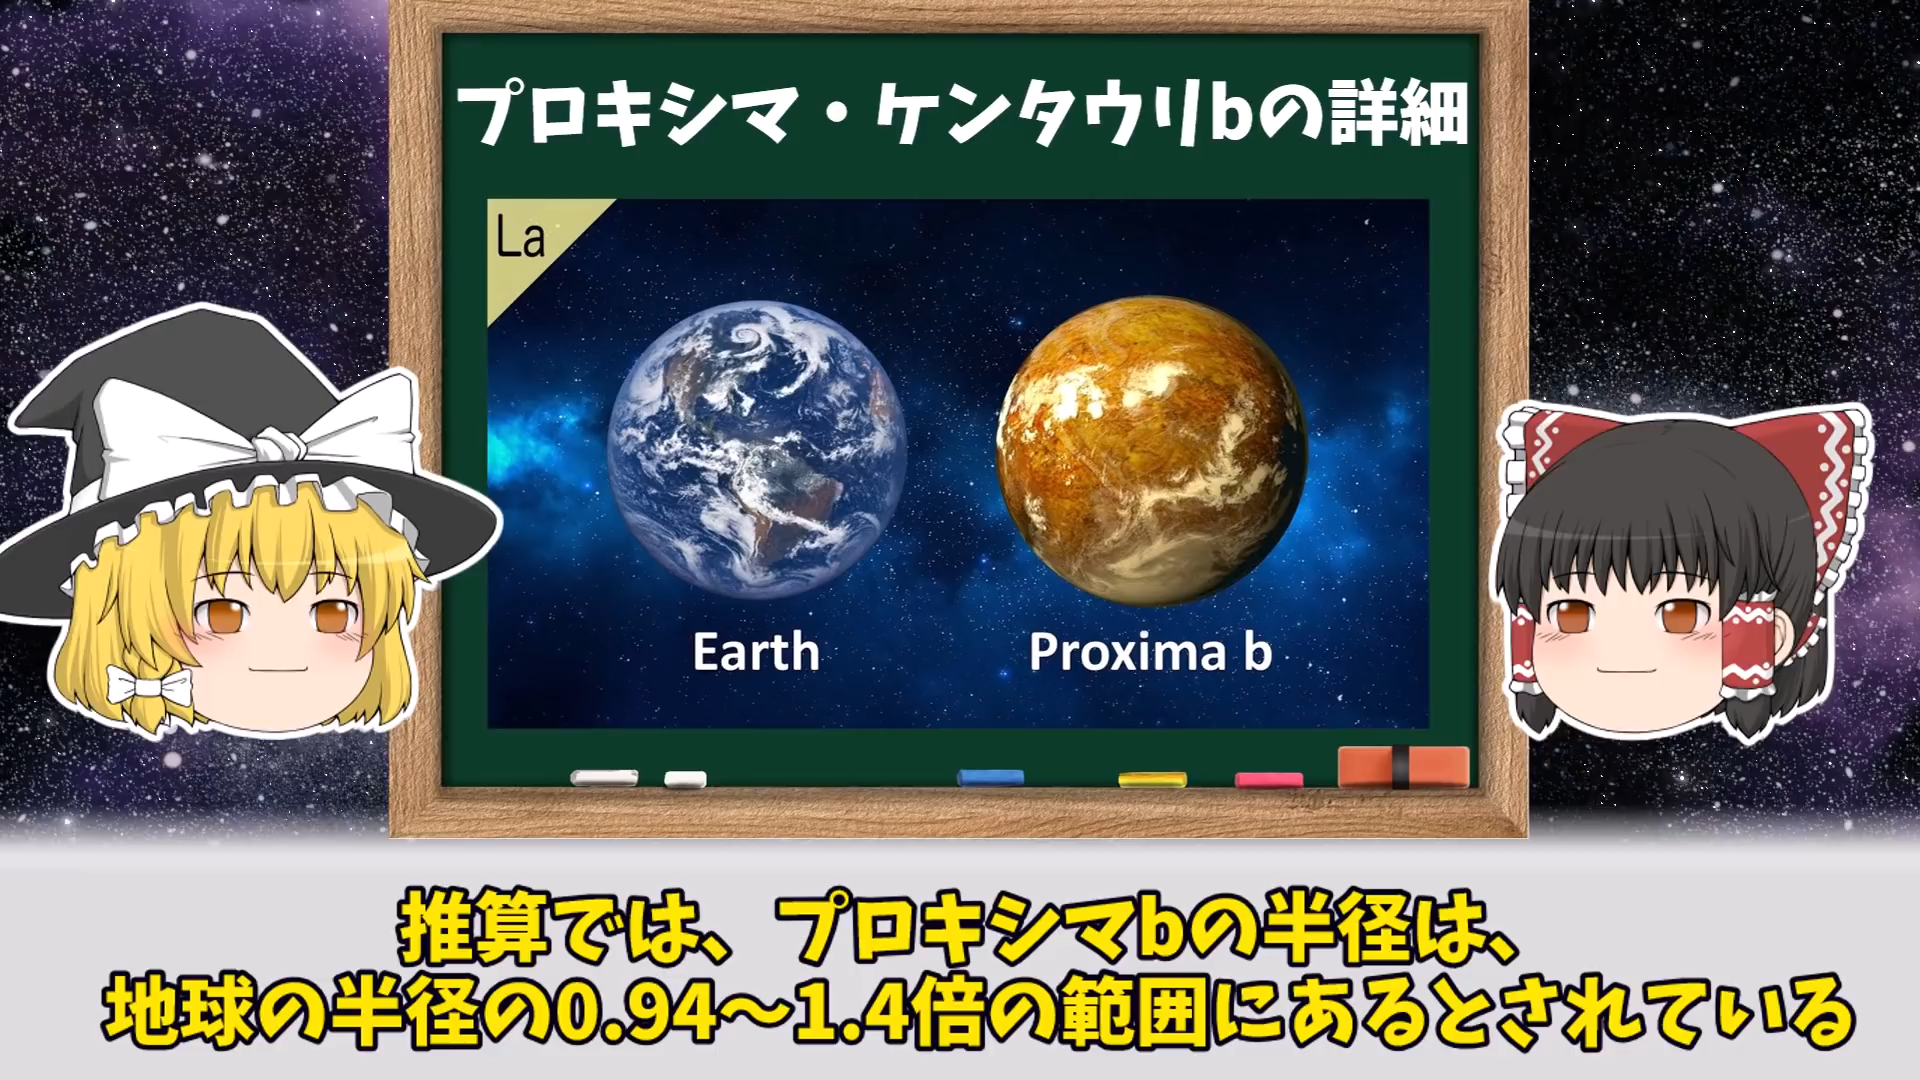 プロキシマ・ケンタウリbの詳細
La
Earth
Proxima b
推算では、プロキシマbの半径は、
地球の半径の0.94～1.4倍の範囲にあるとされている